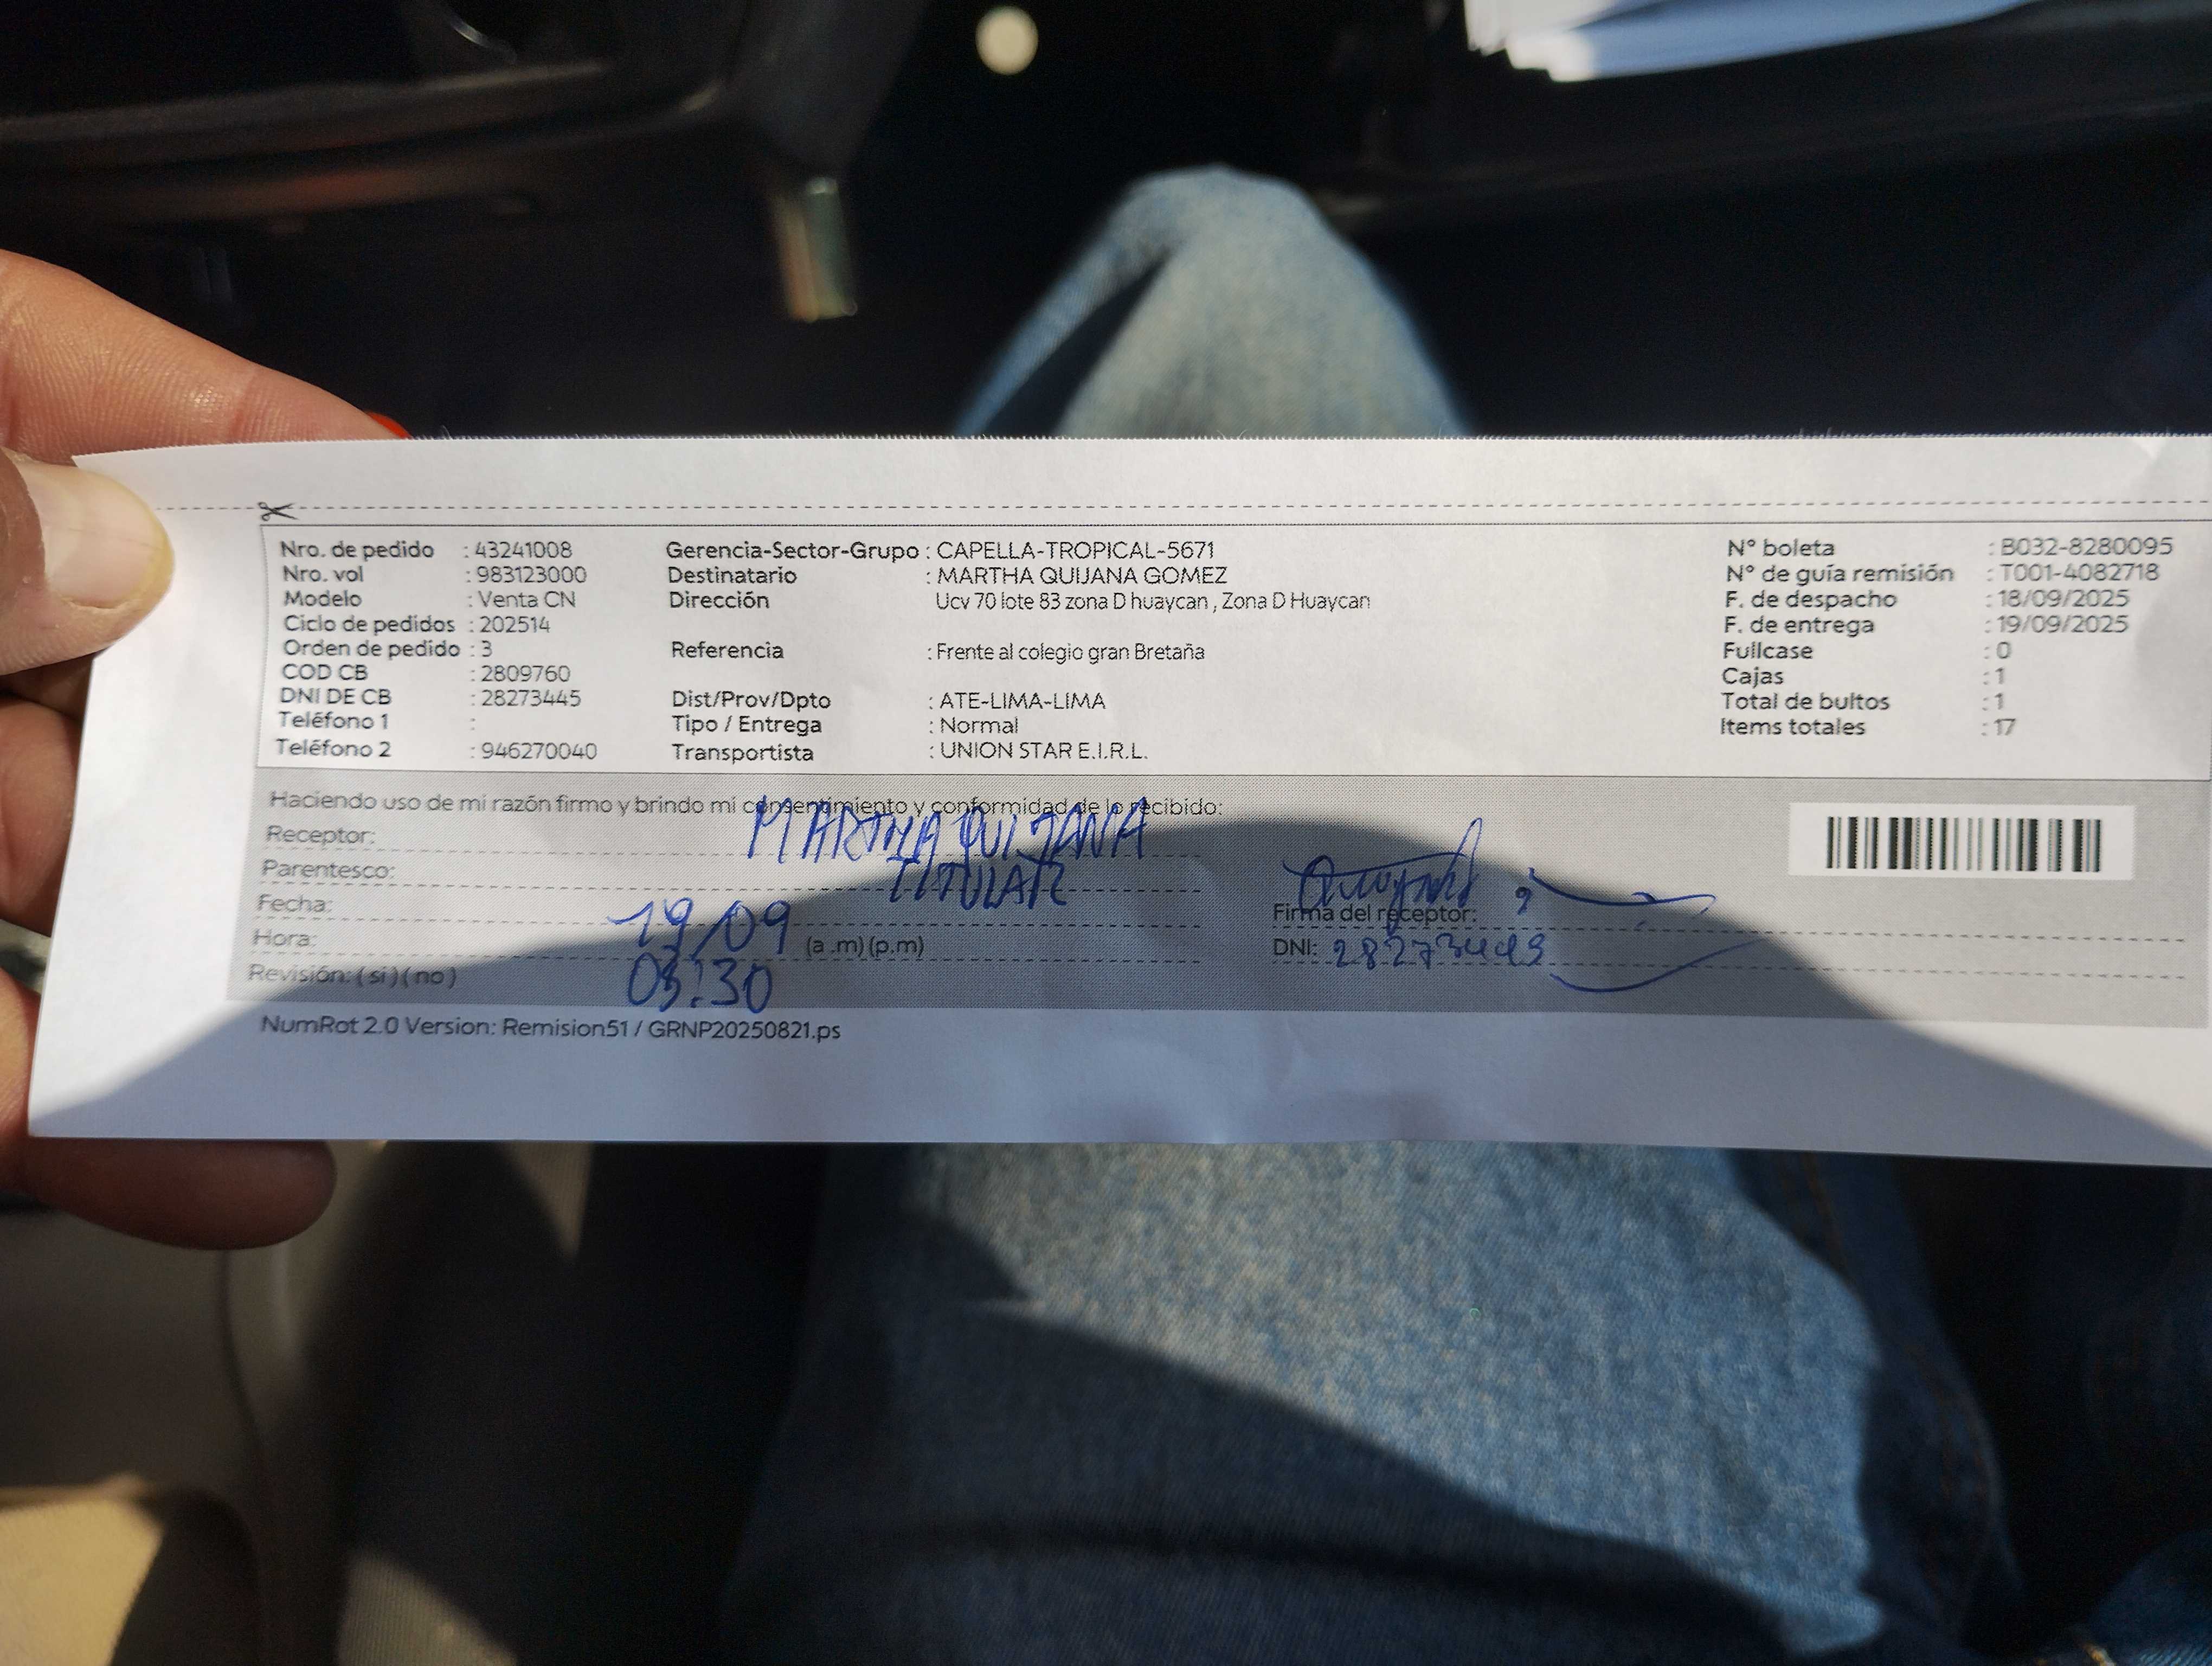 Nro. de pedido : 43241008
Nro. vol : 983123000
Modelo : Venta CN
Ciclo de pedidos : 202514
Orden de pedido : 3
COD CB : 2809760
DNI DE CB : 28273445
Teléfono 1 :
Teléfono 2 : 946270040
Gerencia-Sector-Grupo : CAPELLA-TROPICAL-5671
Destinatario : MARTHA QUIJANA GOMEZ
Dirección Ucv 70 lote 83 zona D huaycan , Zona D Huaycan
Referencia : Frente al colegio gran Bretaña
Dist/Prov/Dpto : ATE-LIMA-LIMA
Tipo / Entrega : Normal
Transportista : UNION STAR E.I.R.L.
N° boleta : B032-8280095
N° de guía remisión : T001-4082718
F. de despacho : 18/09/2025
F. de entrega : 19/09/2025
Fullcase : 0
Cajas : 1
Total de bultos : 1
Items totales : 17
Haciendo uso de mi razón firmo y brindo mi consentimiento y conformidad de lo recibido:
Receptor: MARTHA QUIJANA
Parentesco: TITULAR
Fecha: 19/09
Hora: (a .m) (p.m)
Revisión: ( si ) ( no ) 03:30
Firma del receptor:
DNI:
NumRot 2.0 Version: Remision51 / GRNP20250821.ps